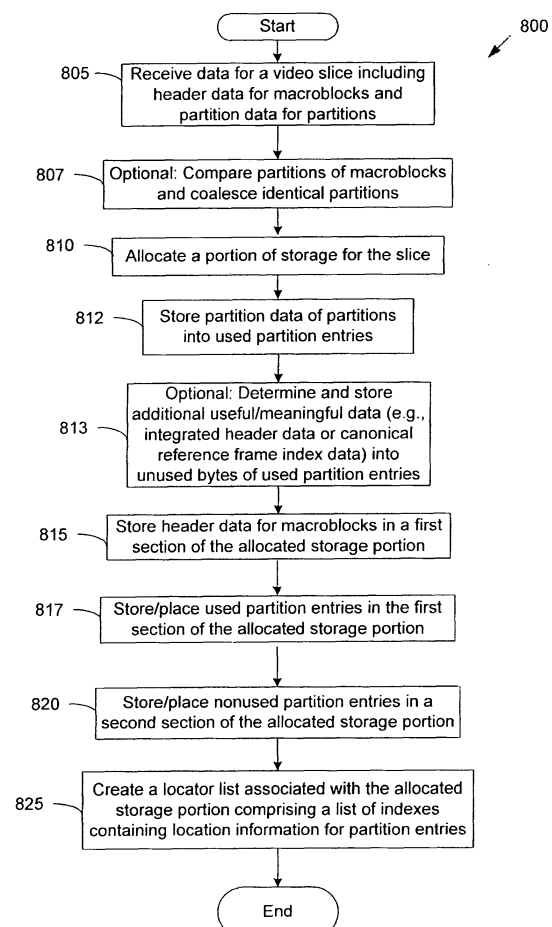 Start
800
805
Receive data for a video slice including
header data for macroblocks and
partition data for partitions
807
Optional: Compare partitions of macroblocks
and coalesce identical partitions
810
Allocate a portion of storage for the slice
812
Store partition data of partitions
into used partition entries
813
Optional: Determine and store
additional useful/meaningful data (e.g.,
integrated header data or canonical
reference frame index data) into
unused bytes of used partition entries
815
Store header data for macroblocks in a first
section of the allocated storage portion
817
Store/place used partition entries in the first
section of the allocated storage portion
820
Store/place nonused partition entries in a
second section of the allocated storage portion
825
Create a locator list associated with the allocated
storage portion comprising a list of indexes
containing location information for partition entries
End